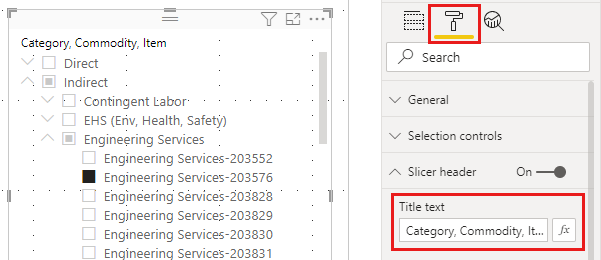 Category, Commodity, Item
Direct
Indirect
Contingent Labor
EHS (Env, Health, Safety)
Engineering Services
Engineering Services-203552
Engineering Services-203576
Engineering Services-203828
Engineering Services-203829
Engineering Services-203830
Engineering Services-203831
Search
General
Selection controls
Slicer header On
Title text
Category, Commodity, It... fx